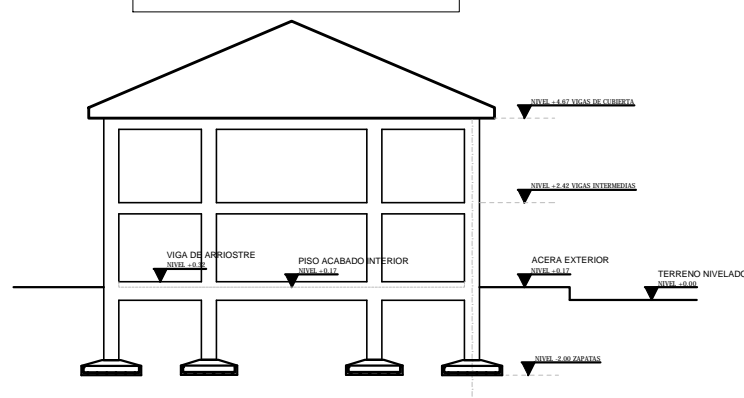 NIVEL +4.67 VIGAS DE CUBIERTA
NIVEL +2.42 VIGAS INTERMEDIAS
VIGA DE ARRIOSTRE
NIVEL +0.32
PISO ACABADO INTERIOR
NIVEL +0.17
ACERA EXTERIOR
NIVEL +0.17
TERRENO NIVELADO
NIVEL +0.00
NIVEL -2.00 ZAPATAS